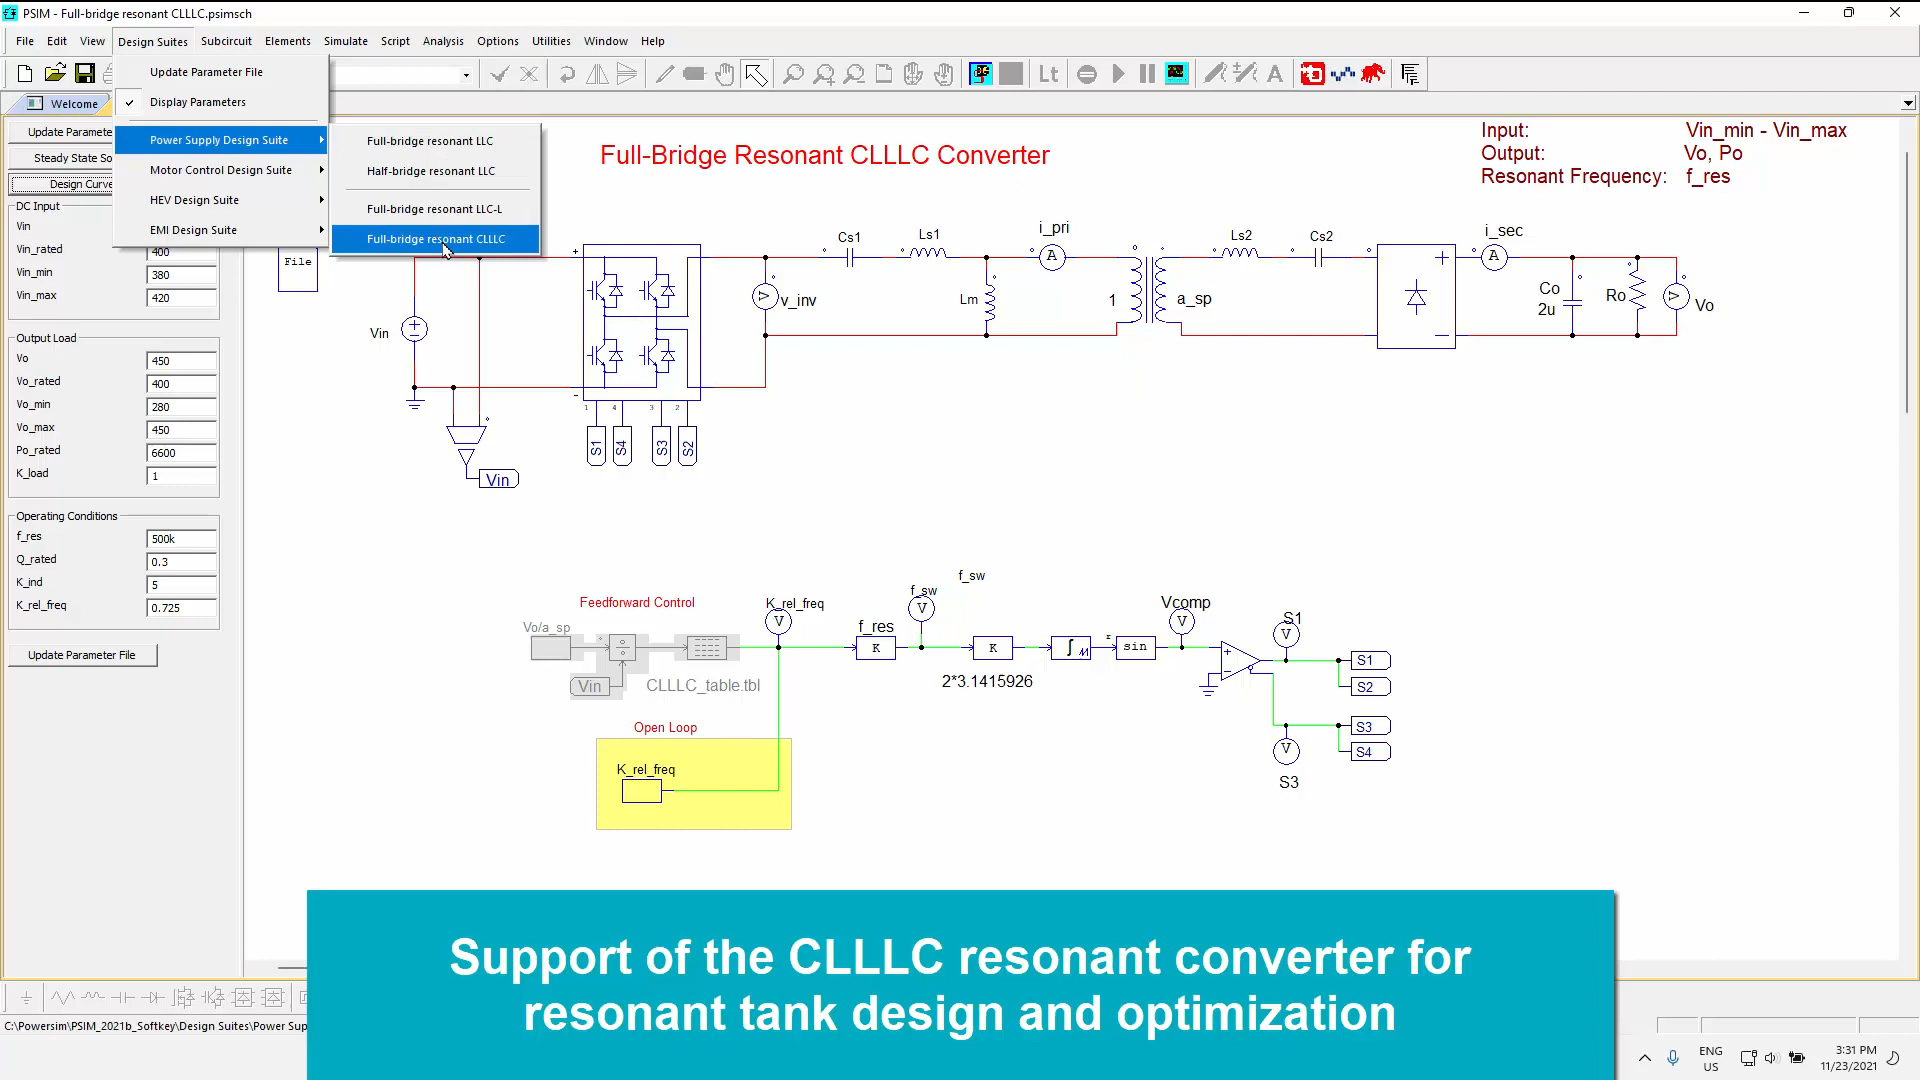 PSIM - Full-bridge resonant CLLLC.psimsch
File Edit View Design Suites Subcircuit Elements Simulate Script Analysis Options Utilities Window Help
Lt
Welcome
Update Parameter File
✓ Display Parameters
Power Supply Design Suite
Motor Control Design Suite
HEV Design Suite
EMI Design Suite
Full-bridge resonant LLC
Half-bridge resonant LLC
Full-bridge resonant LLC-L
Full-bridge resonant CLLLC
Update Paramete
Steady State So
Design Curve
DC Input
Vin
Vin_rated 400
Vin_min 380
Vin_max 420
Output Load
Vo 450
Vo_rated 400
Vo_min 280
Vo_max 450
Po_rated 6600
K_load 1
Operating Conditions
f_res 500k
Q_rated 0.3
K_ind 5
K_rel_freq 0.725
Update Parameter File
Full-Bridge Resonant CLLLC Converter
Input: Vin_min - Vin_max
Output: Vo, Po
Resonant Frequency: f_res
File
Vin
Vin
+
-
1 4 3 2
S1 S4 S3 S2
V
v_inv
Cs1
Ls1
Lm
i_pri
A
1
a_sp
Ls2
Cs2
i_sec
A
Co
2u
Ro
V
Vo
Feedforward Control
Vo/a_sp
Vin
CLLLC_table.tbl
Open Loop
K_rel_freq
K_rel_freq
V
f_res
K
f_sw
V
f_sw
K
2*3.1415926
sin
Vcomp
V
S1
V
S1
S2
S3
S4
V
S3
Support of the CLLLC resonant converter for
resonant tank design and optimization
C:\Powersim\PSIM_2021b_Softkey\Design Suites\Power Sup
ENG
US
3:31 PM
11/23/2021